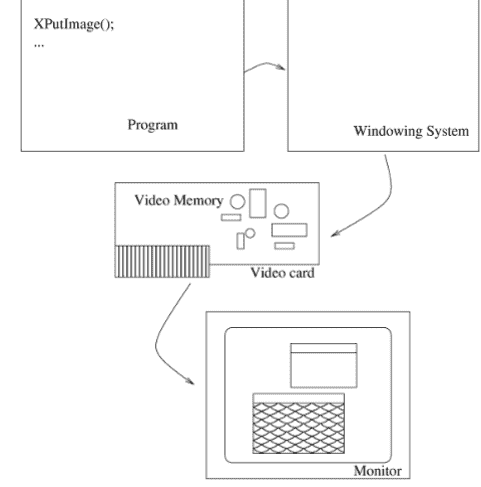 XPutImage();
...
Program
Windowing System
Video Memory
Video card
Monitor